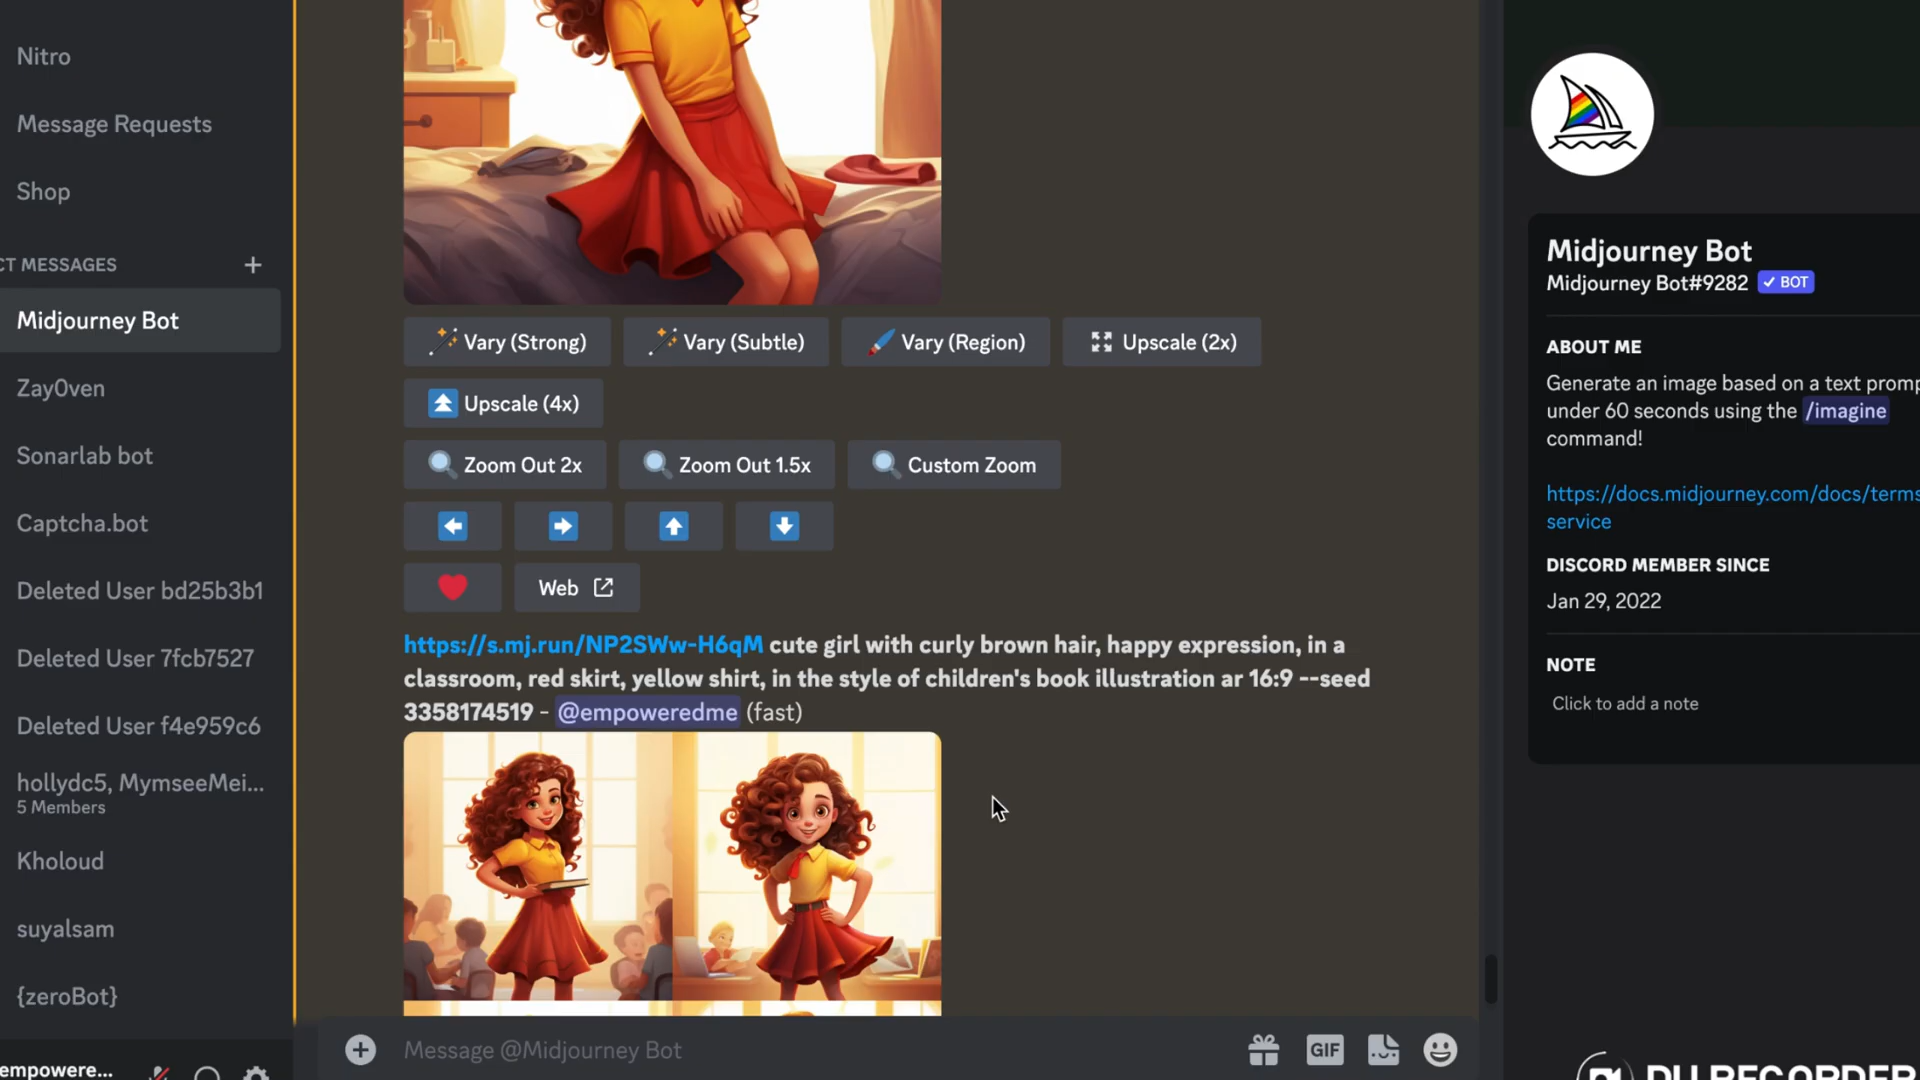 Nitro
Message Requests
Shop
CT MESSAGES
Midjourney Bot
Zay0ven
Sonarlab bot
Captcha.bot
Deleted User bd25b3b1
Deleted User 7fcb7527
Deleted User f4e959c6
hollydc5, MymseeMei...
5 Members
Kholoud
suyalsam
{zeroBot}
empowere...
Vary (Strong)
Vary (Subtle)
Vary (Region)
Upscale (2x)
Upscale (4x)
Zoom Out 2x
Zoom Out 1.5x
Custom Zoom
Web
https://s.mj.run/NP2SWw-H6qM cute girl with curly brown hair, happy expression, in a
classroom, red skirt, yellow shirt, in the style of children's book illustration ar 16:9 --seed
3358174519 - @empoweredme (fast)
Message @Midjourney Bot
GIF
Midjourney Bot
Midjourney Bot#9282 BOT
ABOUT ME
Generate an image based on a text promp
under 60 seconds using the /imagine
command!
https://docs.midjourney.com/docs/terms
service
DISCORD MEMBER SINCE
Jan 29, 2022
NOTE
Click to add a note
DU RECORDER